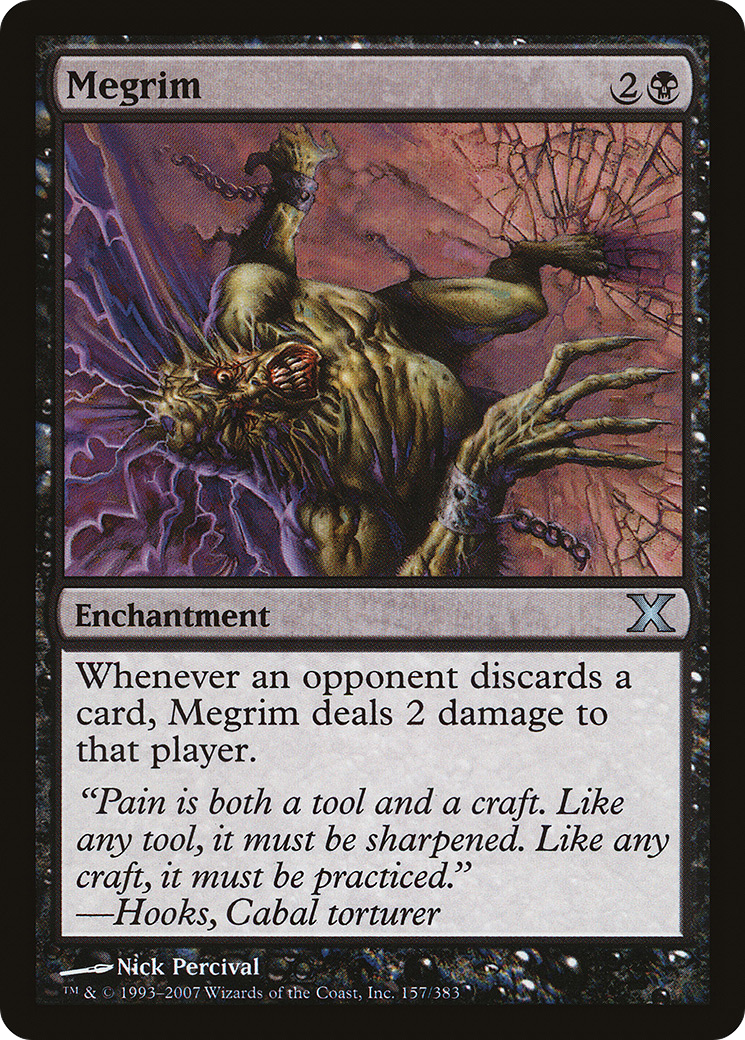 Megrim 2
Enchantment X
Whenever an opponent discards a
card, Megrim deals 2 damage to
that player.
“Pain is both a tool and a craft. Like
any tool, it must be sharpened. Like any
craft, it must be practiced.”
—Hooks, Cabal torturer
Nick Percival
™ & © 1993–2007 Wizards of the Coast, Inc. 157/383